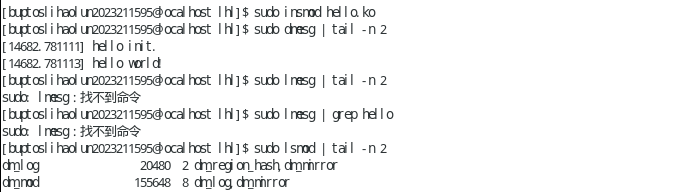 [buptoslihaolun2023211595@localhost lhl]$ sudo insmod hello.ko
[buptoslihaolun2023211595@localhost lhl]$ sudo dmesg | tail -n 2
[14682.781111] hello init.
[14682.781113] hello world!
[buptoslihaolun2023211595@localhost lhl]$ sudo lmesg | tail -n 2
sudo: lmesg：找不到命令
[buptoslihaolun2023211595@localhost lhl]$ sudo lmesg | grep hello
sudo: lmesg：找不到命令
[buptoslihaolun2023211595@localhost lhl]$ sudo lsmod | tail -n 2
dm_log 20480 2 dm_region_hash,dm_mirror
dm_mod 155648 8 dm_log,dm_mirror